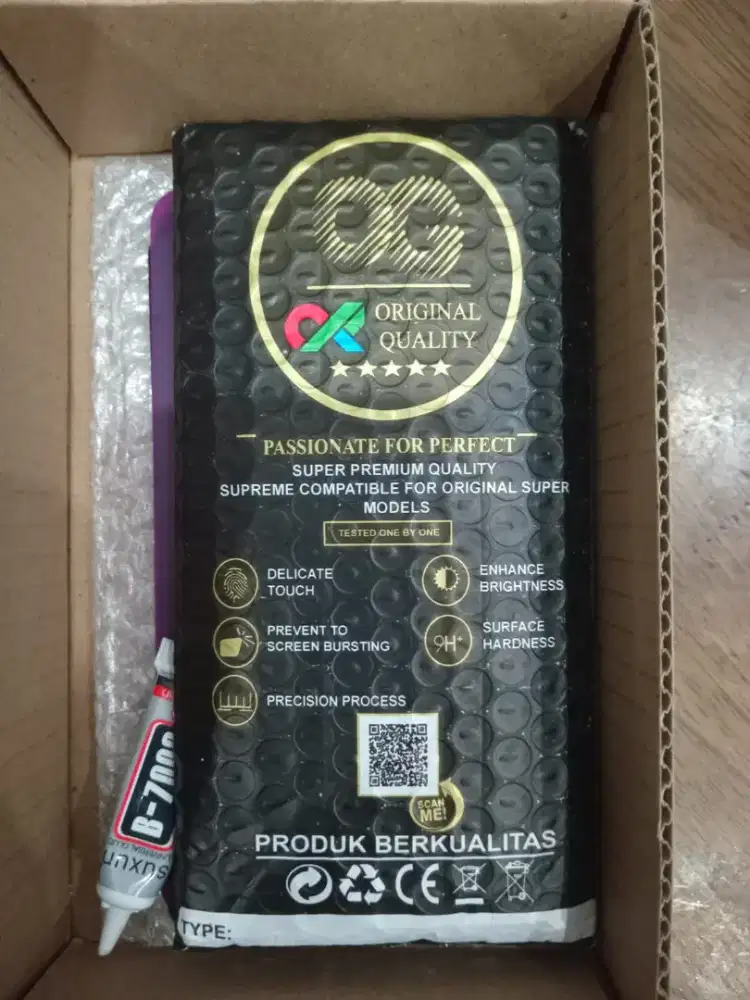 OG
ORIGINAL
QUALITY
PASSIONATE FOR PERFECT
SUPER PREMIUM QUALITY
SUPREME COMPATIBLE FOR ORIGINAL SUPER
MODELS
TESTED ONE BY ONE
DELICATE
TOUCH
ENHANCE
BRIGHTNESS
PREVENT TO
SCREEN BURSTING
9H+
SURFACE
HARDNESS
PRECISION PROCESS
SCAN
ME!
PRODUK BERKUALITAS
CE
TYPE:
B-7000
suxun